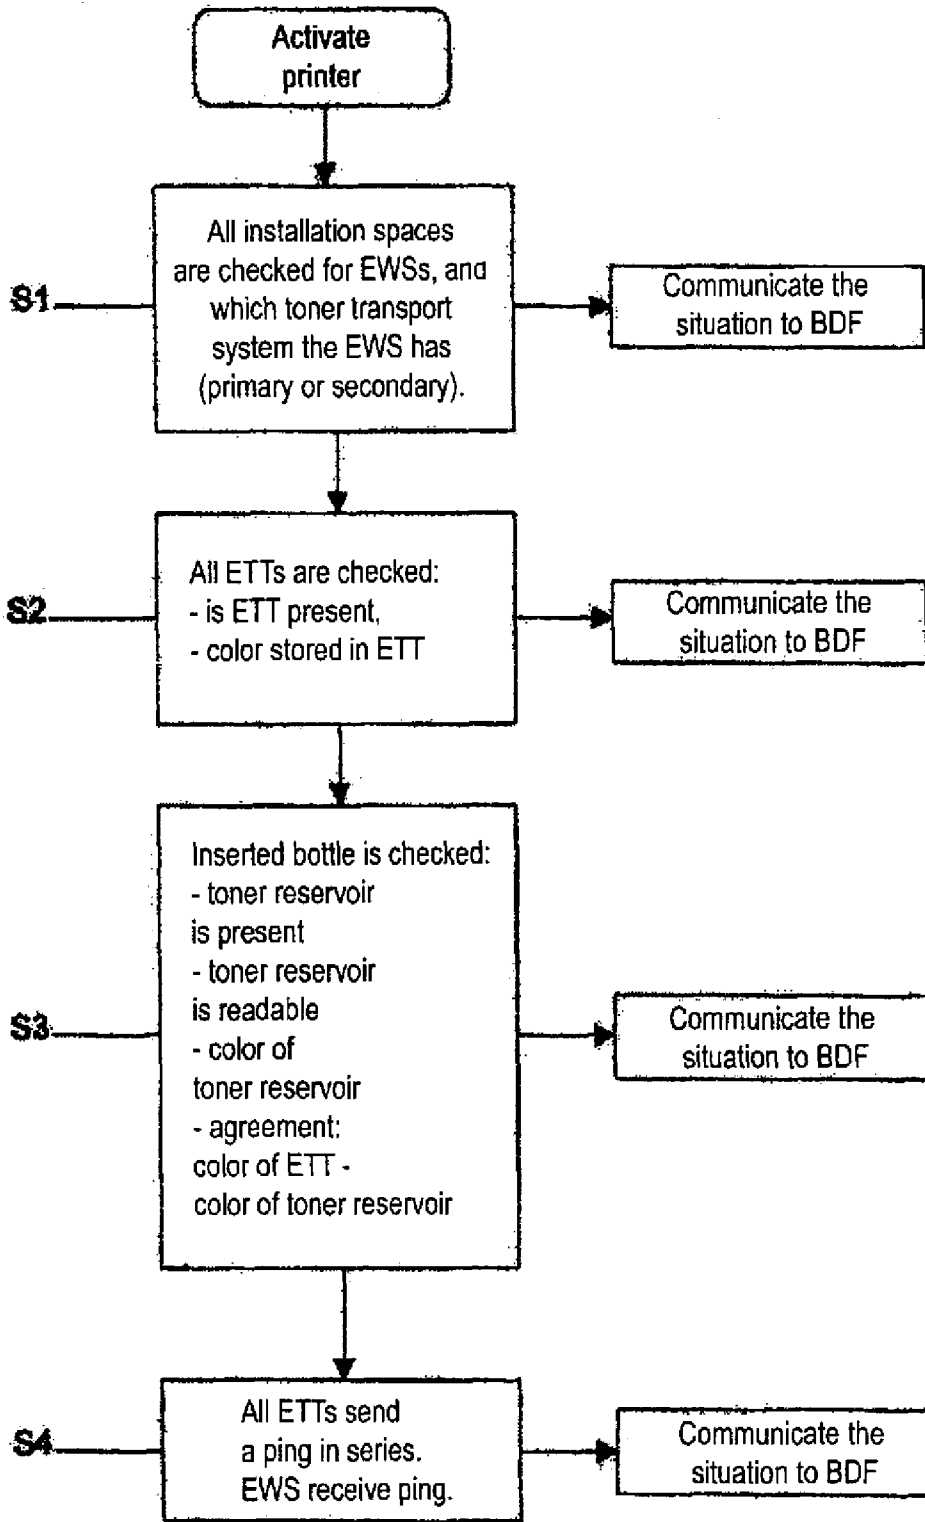 Activate
printer
All installation spaces
are checked for EWSs, and
which toner transport
system the EWS has
(primary or secondary).
S1
Communicate the
situation to BDF
All ETTs are checked:
- is ETT present,
- color stored in ETT
S2
Communicate the
situation to BDF
Inserted bottle is checked:
- toner reservoir
is present
- toner reservoir
is readable
- color of
toner reservoir
- agreement:
color of ETT -
color of toner reservoir
S3
Communicate the
situation to BDF
All ETTs send
a ping in series.
EWS receive ping.
S4
Communicate the
situation to BDF